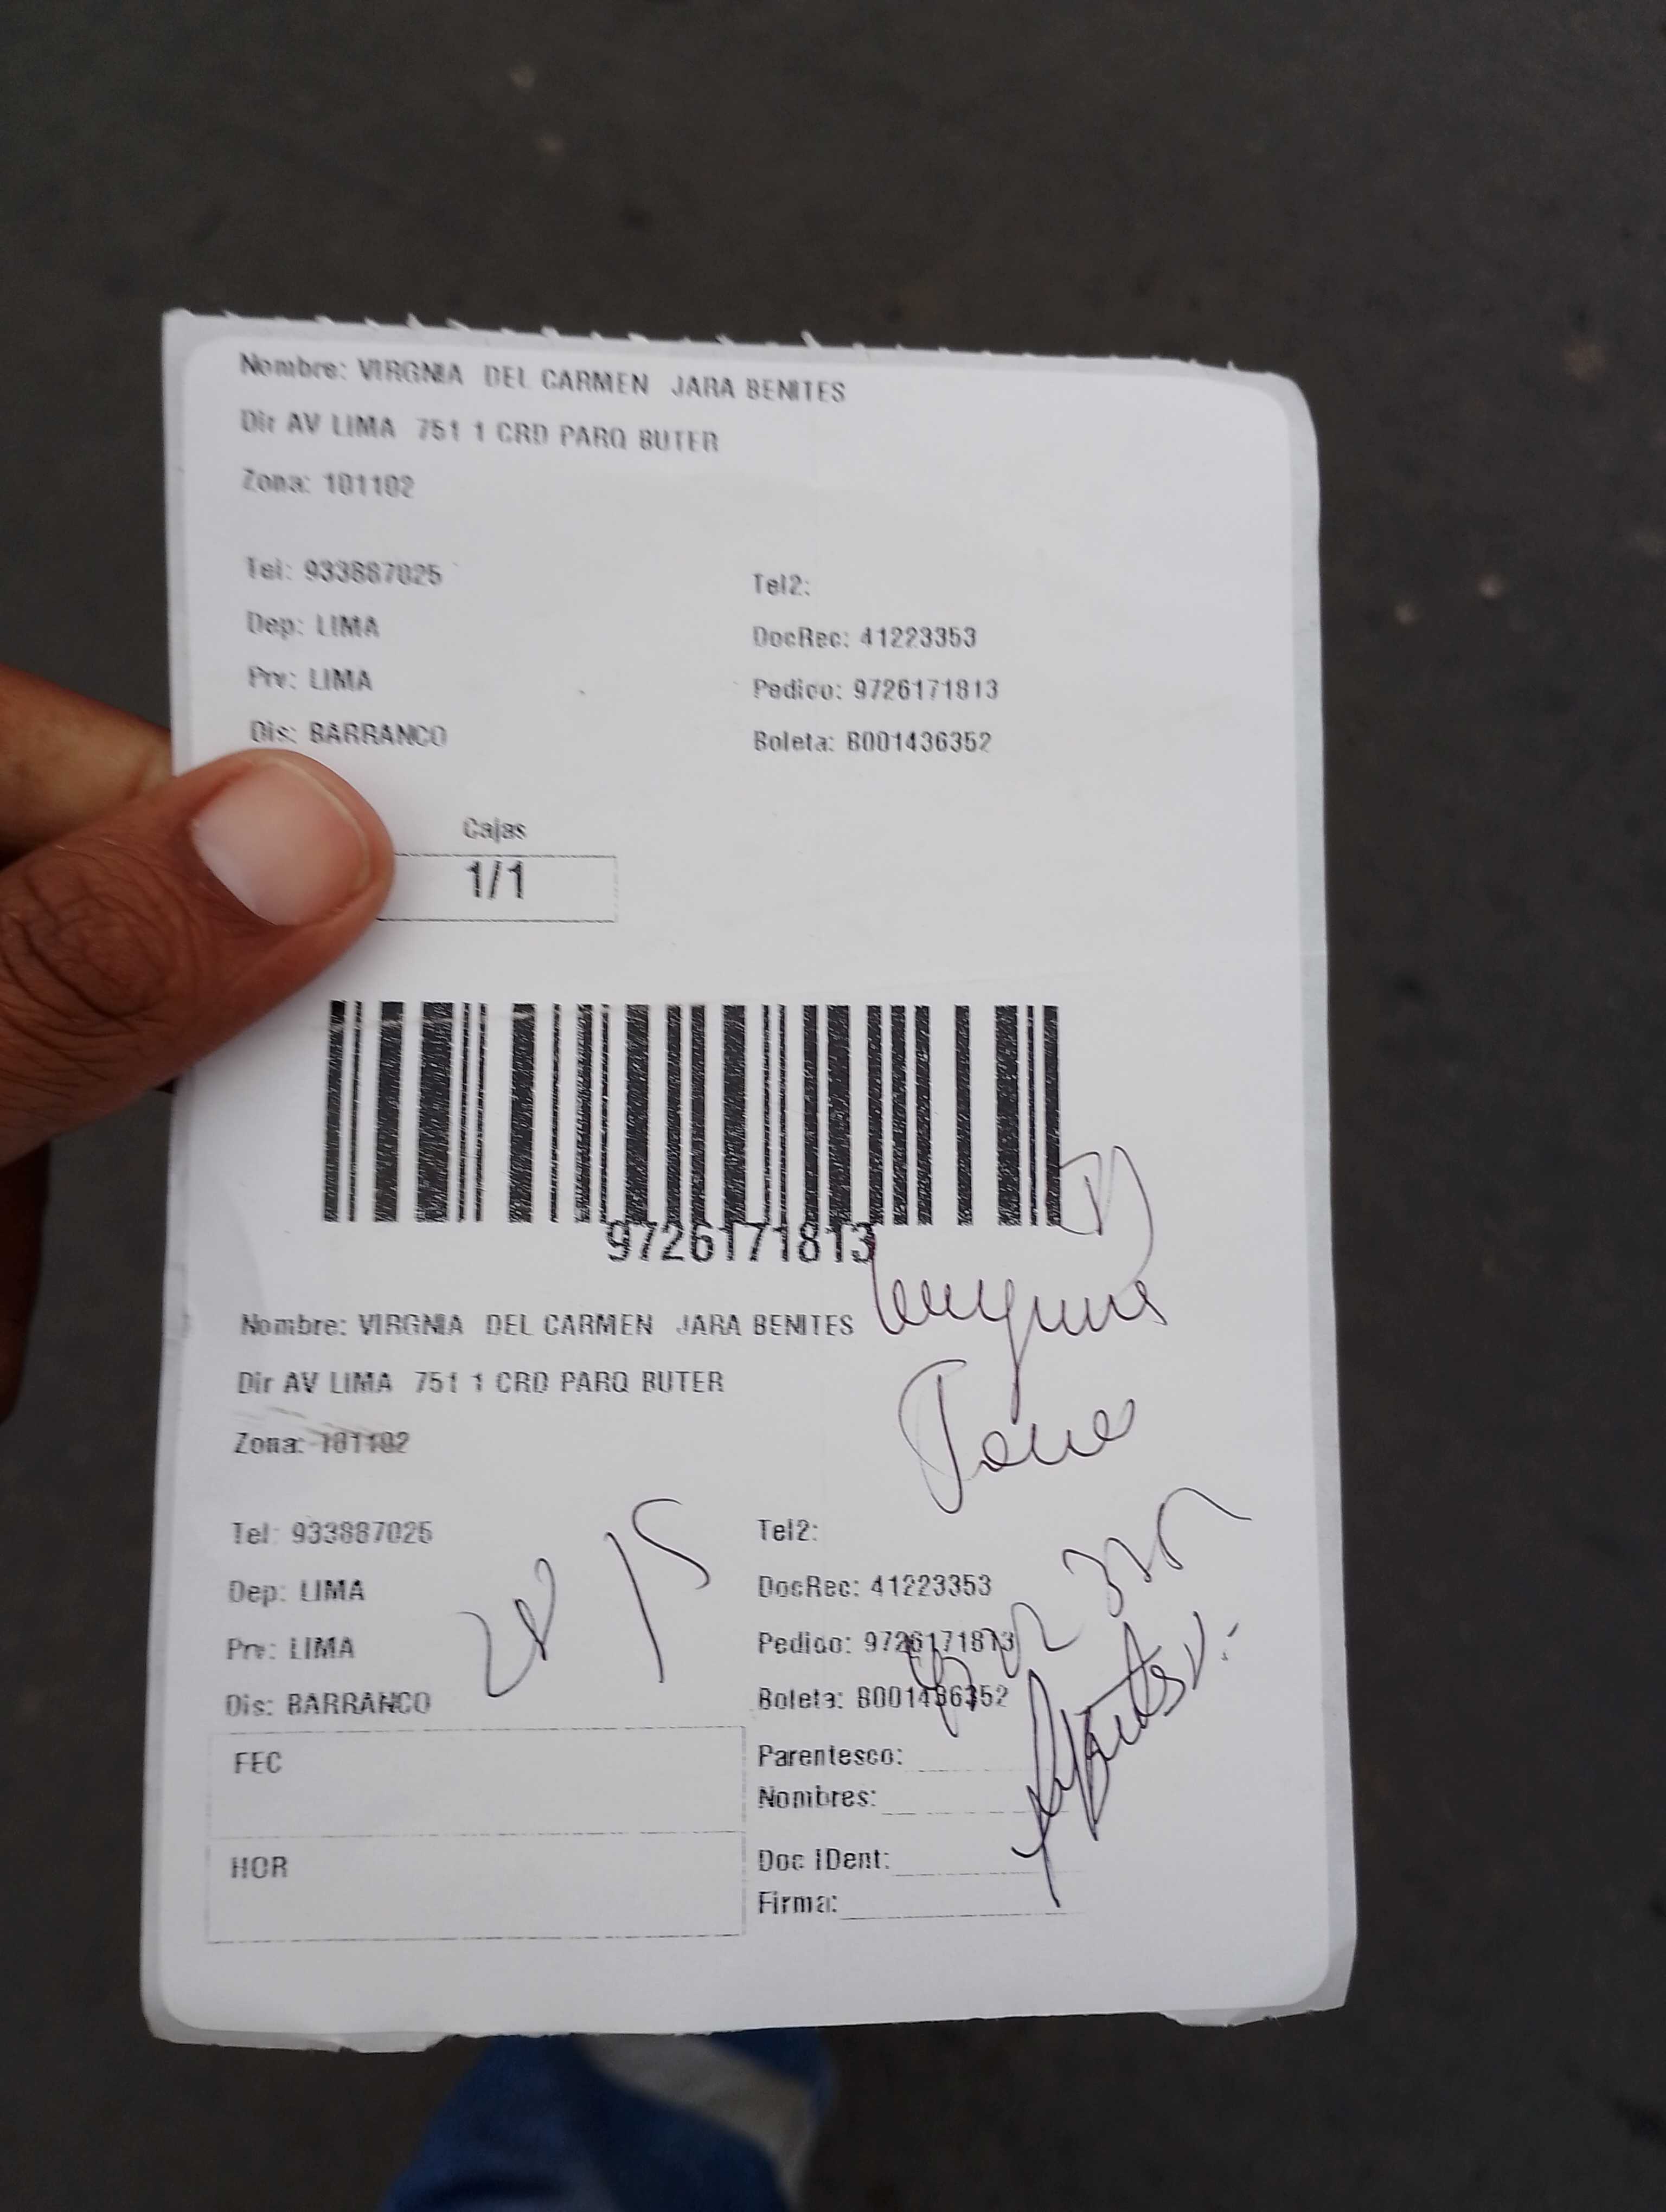 Nombre: VIRGNIA DEL CARMEN JARA BENITES
Dir AV LIMA 751 1 CRD PARQ BUTER
Zona: 101102
Tel: 933887025
Tel2:
Dep: LIMA
DocRec: 41223353
Prv: LIMA
Pedido: 9726171813
Dis: BARRANCO
Boleta: B001436352
Cajas
1/1
9726171813
Nombre: VIRGNIA DEL CARMEN JARA BENITES
Dir AV LIMA 751 1 CRD PARQ BUTER
Zona: 101102
Tel: 933887025
Tel2:
Dep: LIMA
DocRec: 41223353
Prv: LIMA
Pedido: 9726171813
Dis: BARRANCO
Boleta: B001436352
FEC
Parentesco:
Nombres:
HOR
Doc IDent:
Firma: